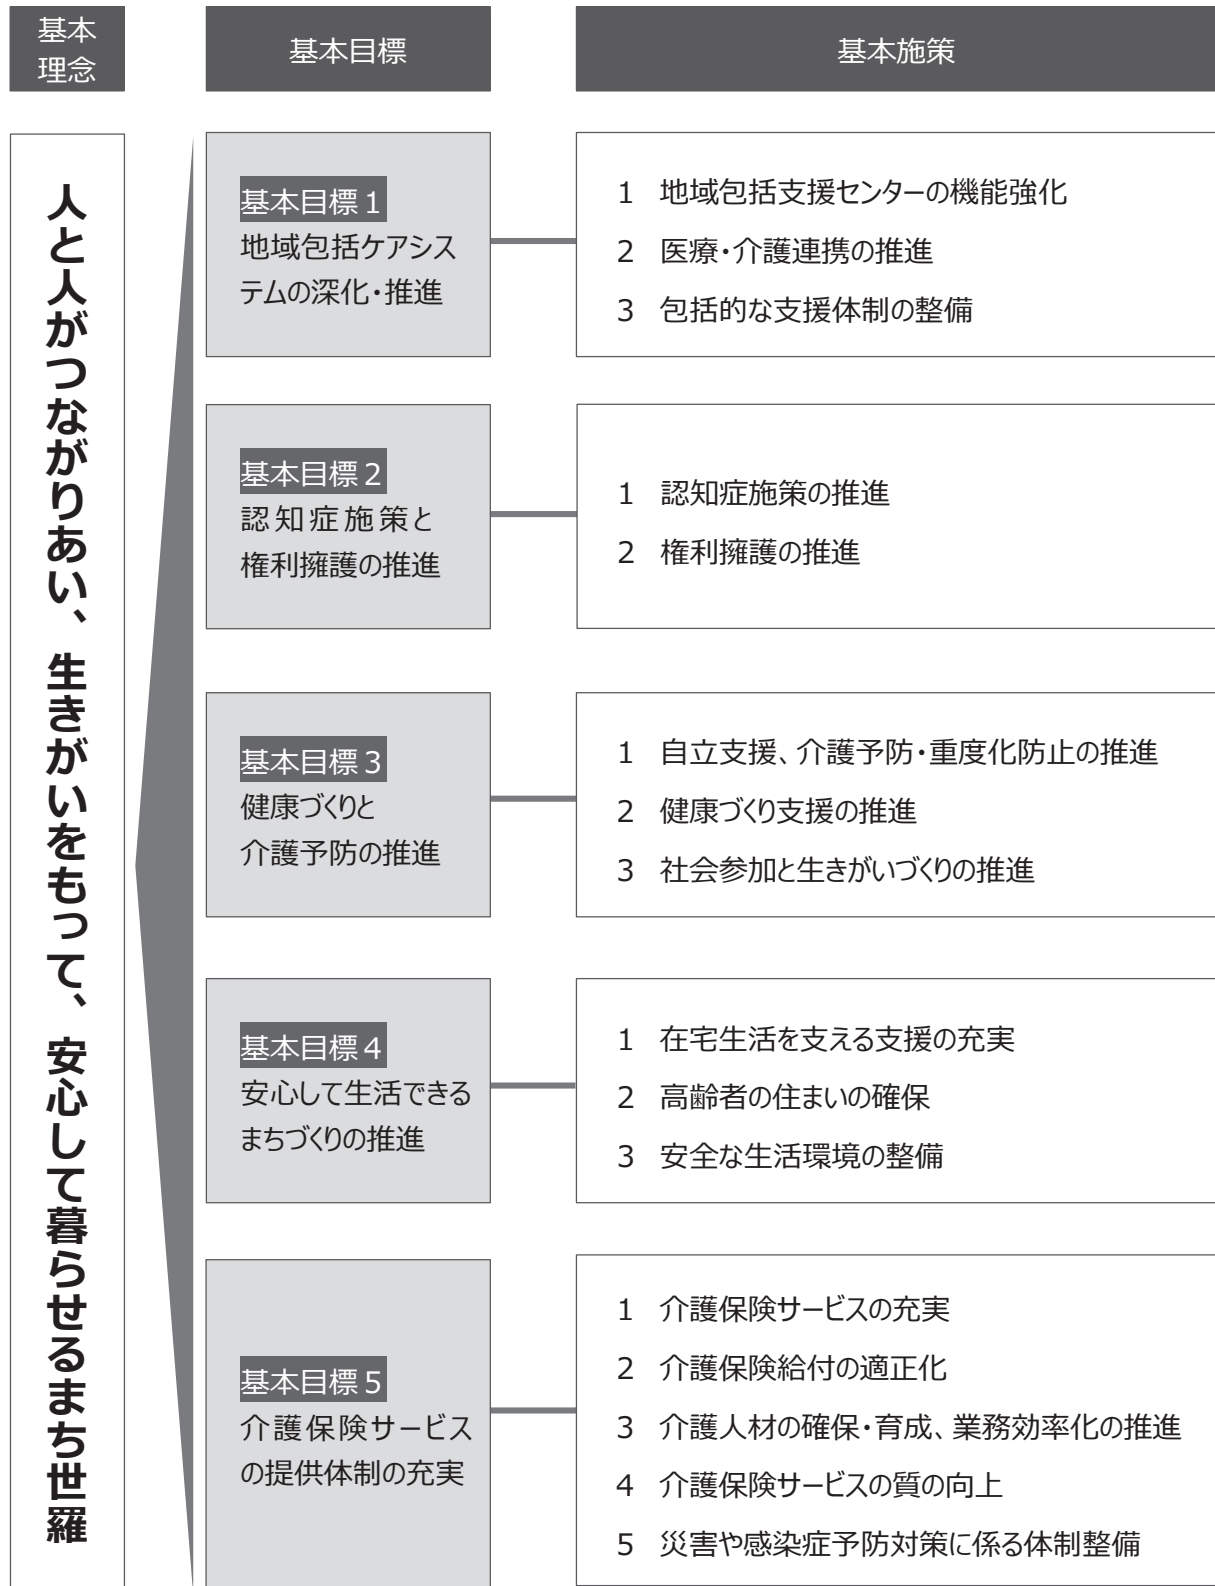 基本
理念
基本目標
基本施策
人と人がつながりあい、生きがいをもって、安心して暮らせるまち世羅
基本目標１
地域包括ケアシス
テムの深化・推進
1 地域包括支援センターの機能強化
2 医療・介護連携の推進
3 包括的な支援体制の整備
基本目標２
認知症施策と
権利擁護の推進
1 認知症施策の推進
2 権利擁護の推進
基本目標３
健康づくりと
介護予防の推進
1 自立支援、介護予防・重度化防止の推進
2 健康づくり支援の推進
3 社会参加と生きがいづくりの推進
基本目標４
安心して生活できる
まちづくりの推進
1 在宅生活を支える支援の充実
2 高齢者の住まいの確保
3 安全な生活環境の整備
基本目標５
介護保険サービス
の提供体制の充実
1 介護保険サービスの充実
2 介護保険給付の適正化
3 介護人材の確保・育成、業務効率化の推進
4 介護保険サービスの質の向上
5 災害や感染症予防対策に係る体制整備